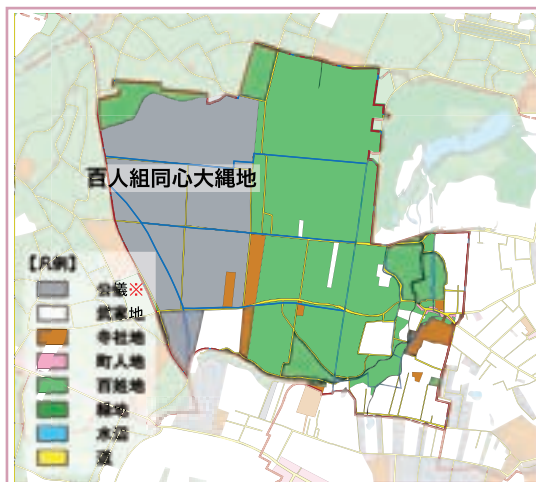 百人組同心大縄地
【凡例】
公儀※
武家地
寺社地
町人地
百姓地
緑地
水辺
道